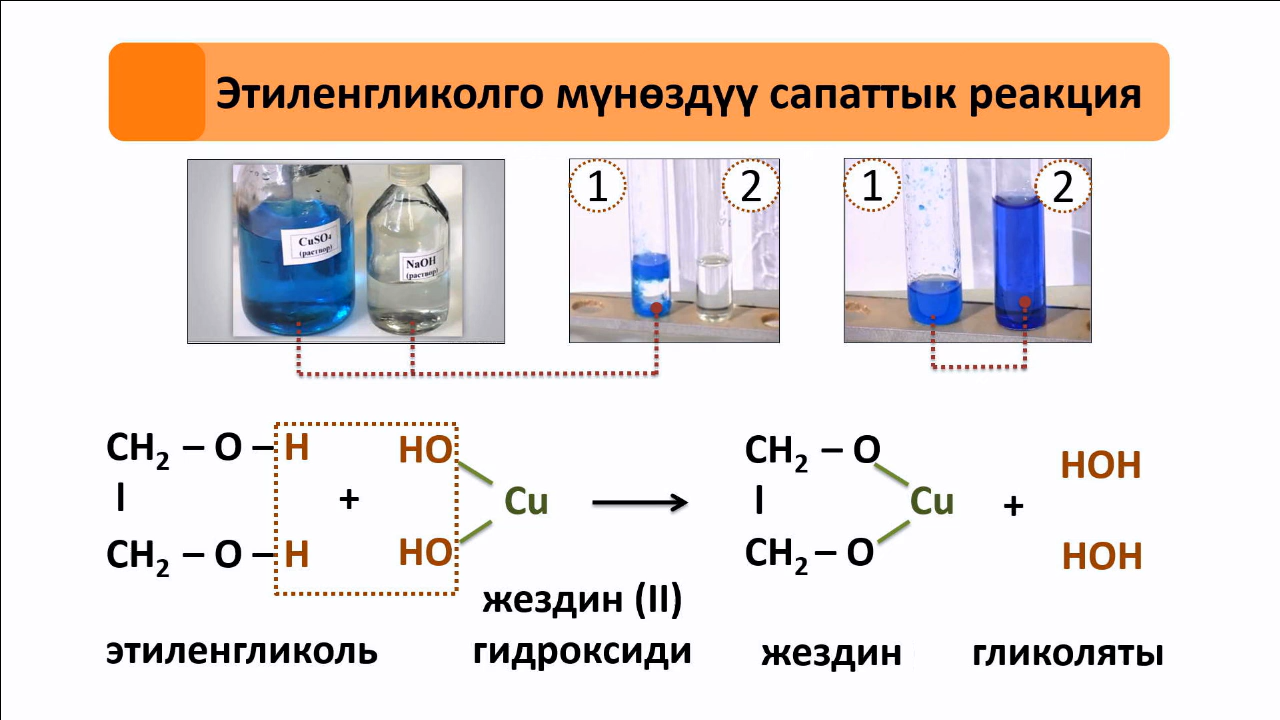 Этиленгликолго мүнөздүү сапаттык реакция
CuSO₄
(раствор)
NaOH
(раствор)
1
2
1
2
CH₂ – O – H
HO
I
+
Cu
CH₂ – O – H
HO
CH₂ – O
I
Cu
CH₂ – O
+
HOH
HOH
жездин (II)
этиленгликоль
гидроксиди
жездин
гликоляты